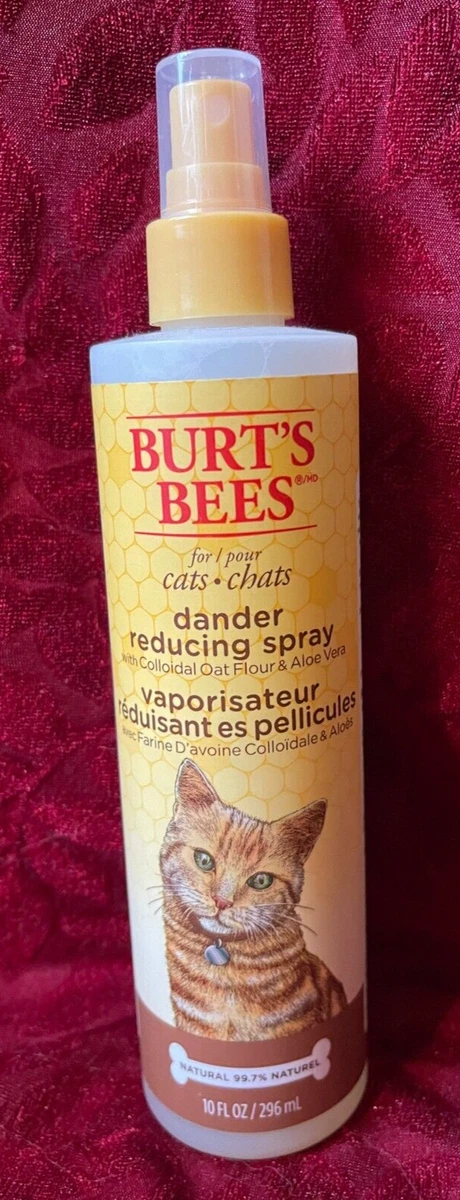 BURT'S
BEES®/MD
for / pour
cats • chats
dander
reducing spray
with Colloidal Oat Flour & Aloe Vera
vaporisateur
réduisant es pellicules
avec Farine D'avoine Colloïdale & Aloès
NATURAL 99.7% NATUREL
10 FL OZ / 296 mL